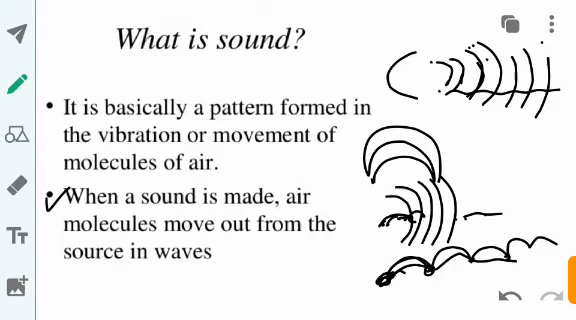 What is sound?
• It is basically a pattern formed in
the vibration or movement of
molecules of air.
• When a sound is made, air
molecules move out from the
source in waves
TT